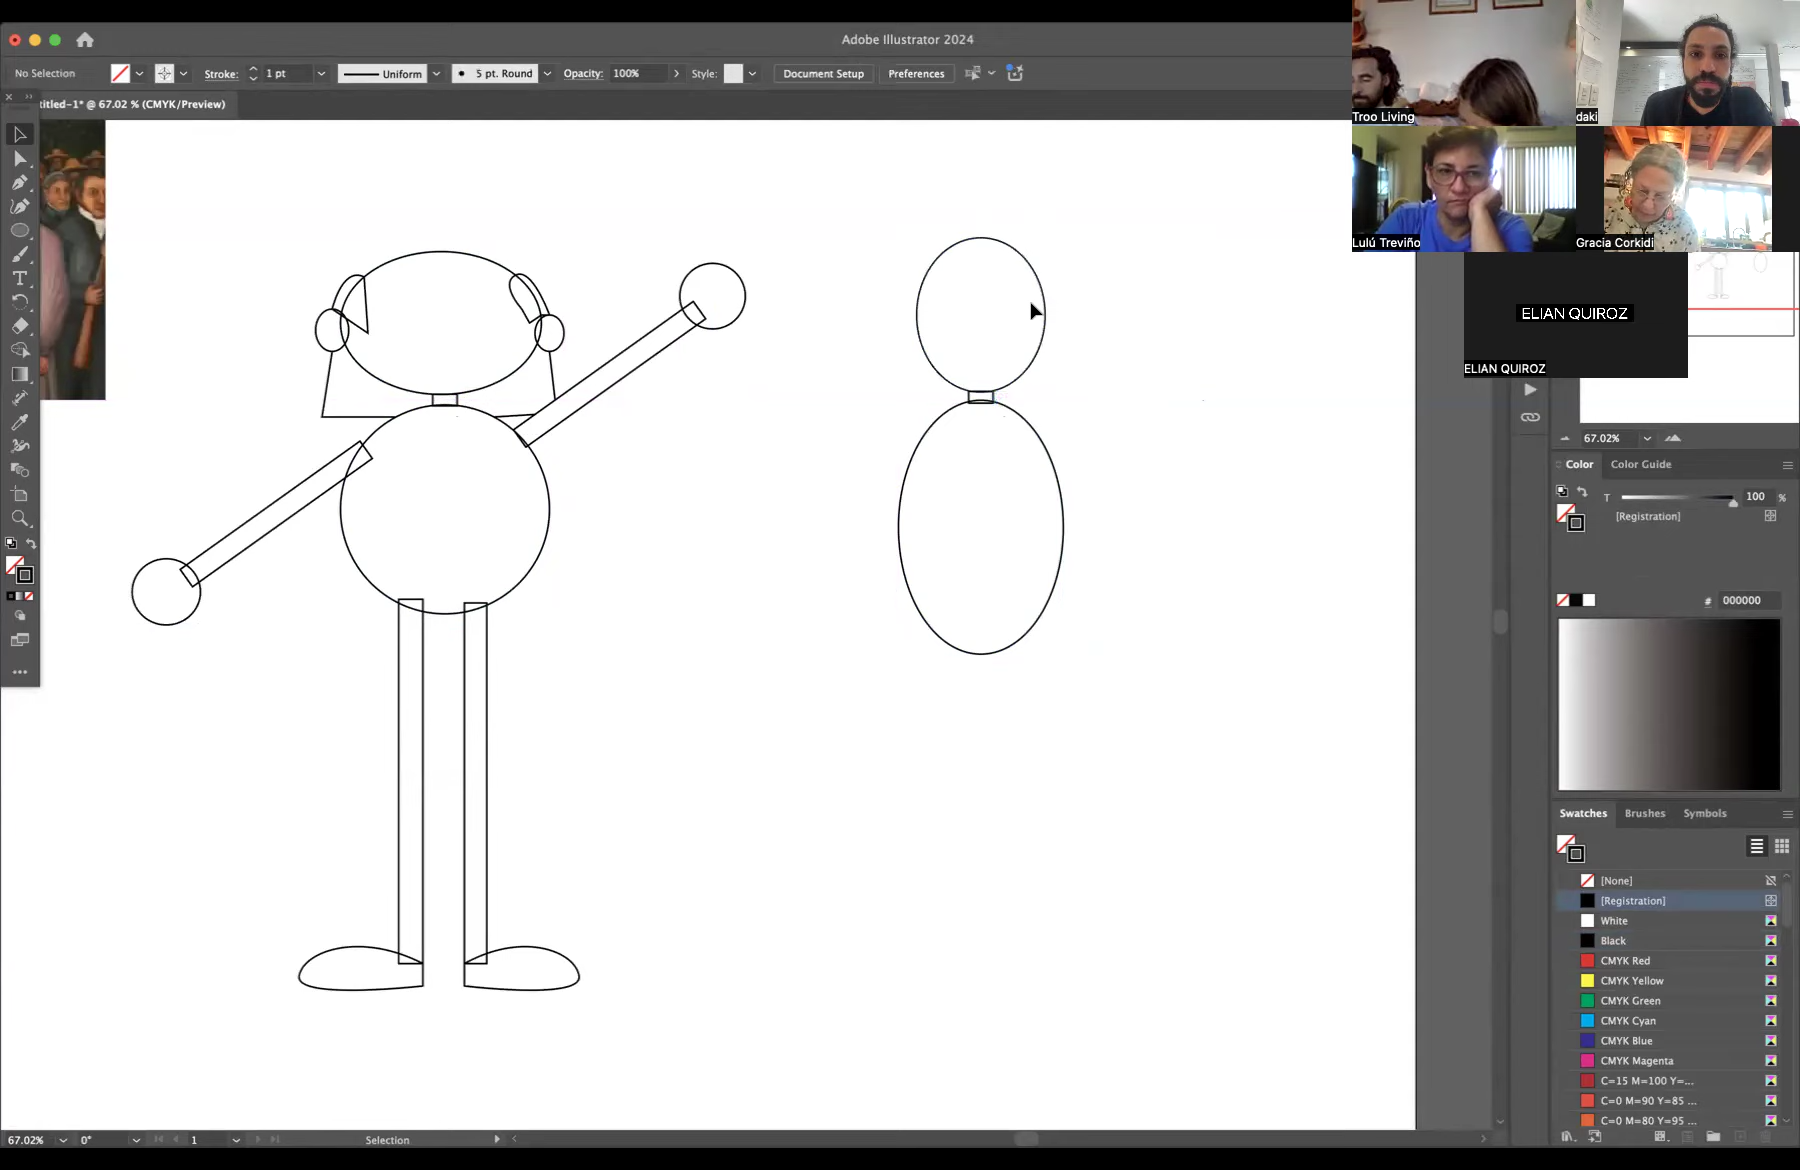 Adobe Illustrator 2024
No Selection
Stroke:
1 pt
Uniform
5 pt. Round
Opacity:
100%
Style:
Document Setup
Preferences
titled-1* @ 67.02 % (CMYK/Preview)
Troo Living
daki
Lulú Treviño
Gracia Corkidi
ELIAN QUIROZ
ELIAN QUIROZ
67.02%
Color
Color Guide
T
100
%
[Registration]
# 000000
Swatches
Brushes
Symbols
[None]
[Registration]
White
Black
CMYK Red
CMYK Yellow
CMYK Green
CMYK Cyan
CMYK Blue
CMYK Magenta
C=15 M=100 Y=...
C=0 M=90 Y=85 ...
C=0 M=80 Y=95 ...
67.02%
0°
1
Selection